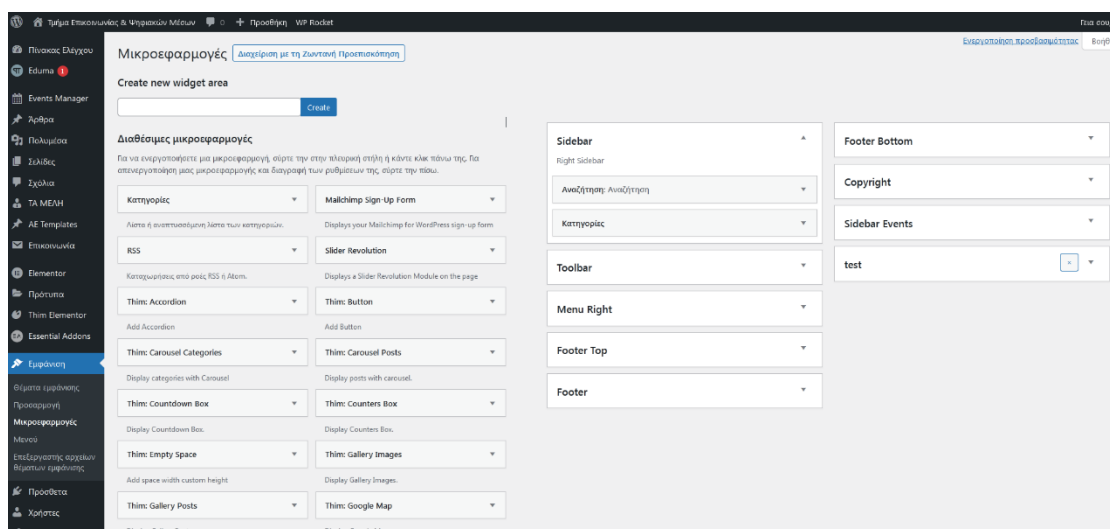 Τμήμα Επικοινωνίας & Ψηφιακών Μέσων 0 + Προσθήκη WP Rocket
Γεια σου
Πίνακας Ελέγχου
Eduma 1
Events Manager
Άρθρα
Πολυμέσα
Σελίδες
Σχόλια
ΤΑ ΜΕΛΗ
AE Templates
Επικοινωνία
Elementor
Πρότυπα
Thim Elementor
Essential Addons
Εμφάνιση
Θέματα εμφάνισης
Προσαρμογή
Μικροεφαρμογές
Μενού
Επεξεργαστής αρχείων
θεμάτων εμφάνισης
Πρόσθετα
Χρήστες
Ενεργοποίηση προσβασιμότητας
Βοήθ
Μικροεφαρμογές Διαχείριση με τη Ζωντανή Προεπισκόπηση
Create new widget area
Create
Διαθέσιμες μικροεφαρμογές
Για να ενεργοποιήσετε μια μικροεφαρμογή, σύρτε την στην πλευρική στήλη ή κάντε κλικ πάνω της. Για
απενεργοποίηση μιας μικροεφαρμογής και διαγραφή των ρυθμίσεων της, σύρτε την πίσω.
Κατηγορίες
Mailchimp Sign-Up Form
Λίστα ή αναπτυσσόμενη λίστα των κατηγοριών.
Displays your Mailchimp for WordPress sign-up form
RSS
Slider Revolution
Καταχωρήσεις από ροές RSS ή Atom.
Displays a Slider Revolution Module on the page
Thim: Accordion
Thim: Button
Add Accordion
Add Button
Thim: Carousel Categories
Thim: Carousel Posts
Display categories with Carousel
Display posts with carousel.
Thim: Countdown Box
Thim: Counters Box
Display Countdown Box.
Display Counters Box.
Thim: Empty Space
Thim: Gallery Images
Add space width custom height
Display Gallery Images.
Thim: Gallery Posts
Thim: Google Map
Sidebar
Right Sidebar
Αναζήτηση: Αναζήτηση
Κατηγορίες
Toolbar
Menu Right
Footer Top
Footer
Footer Bottom
Copyright
Sidebar Events
test